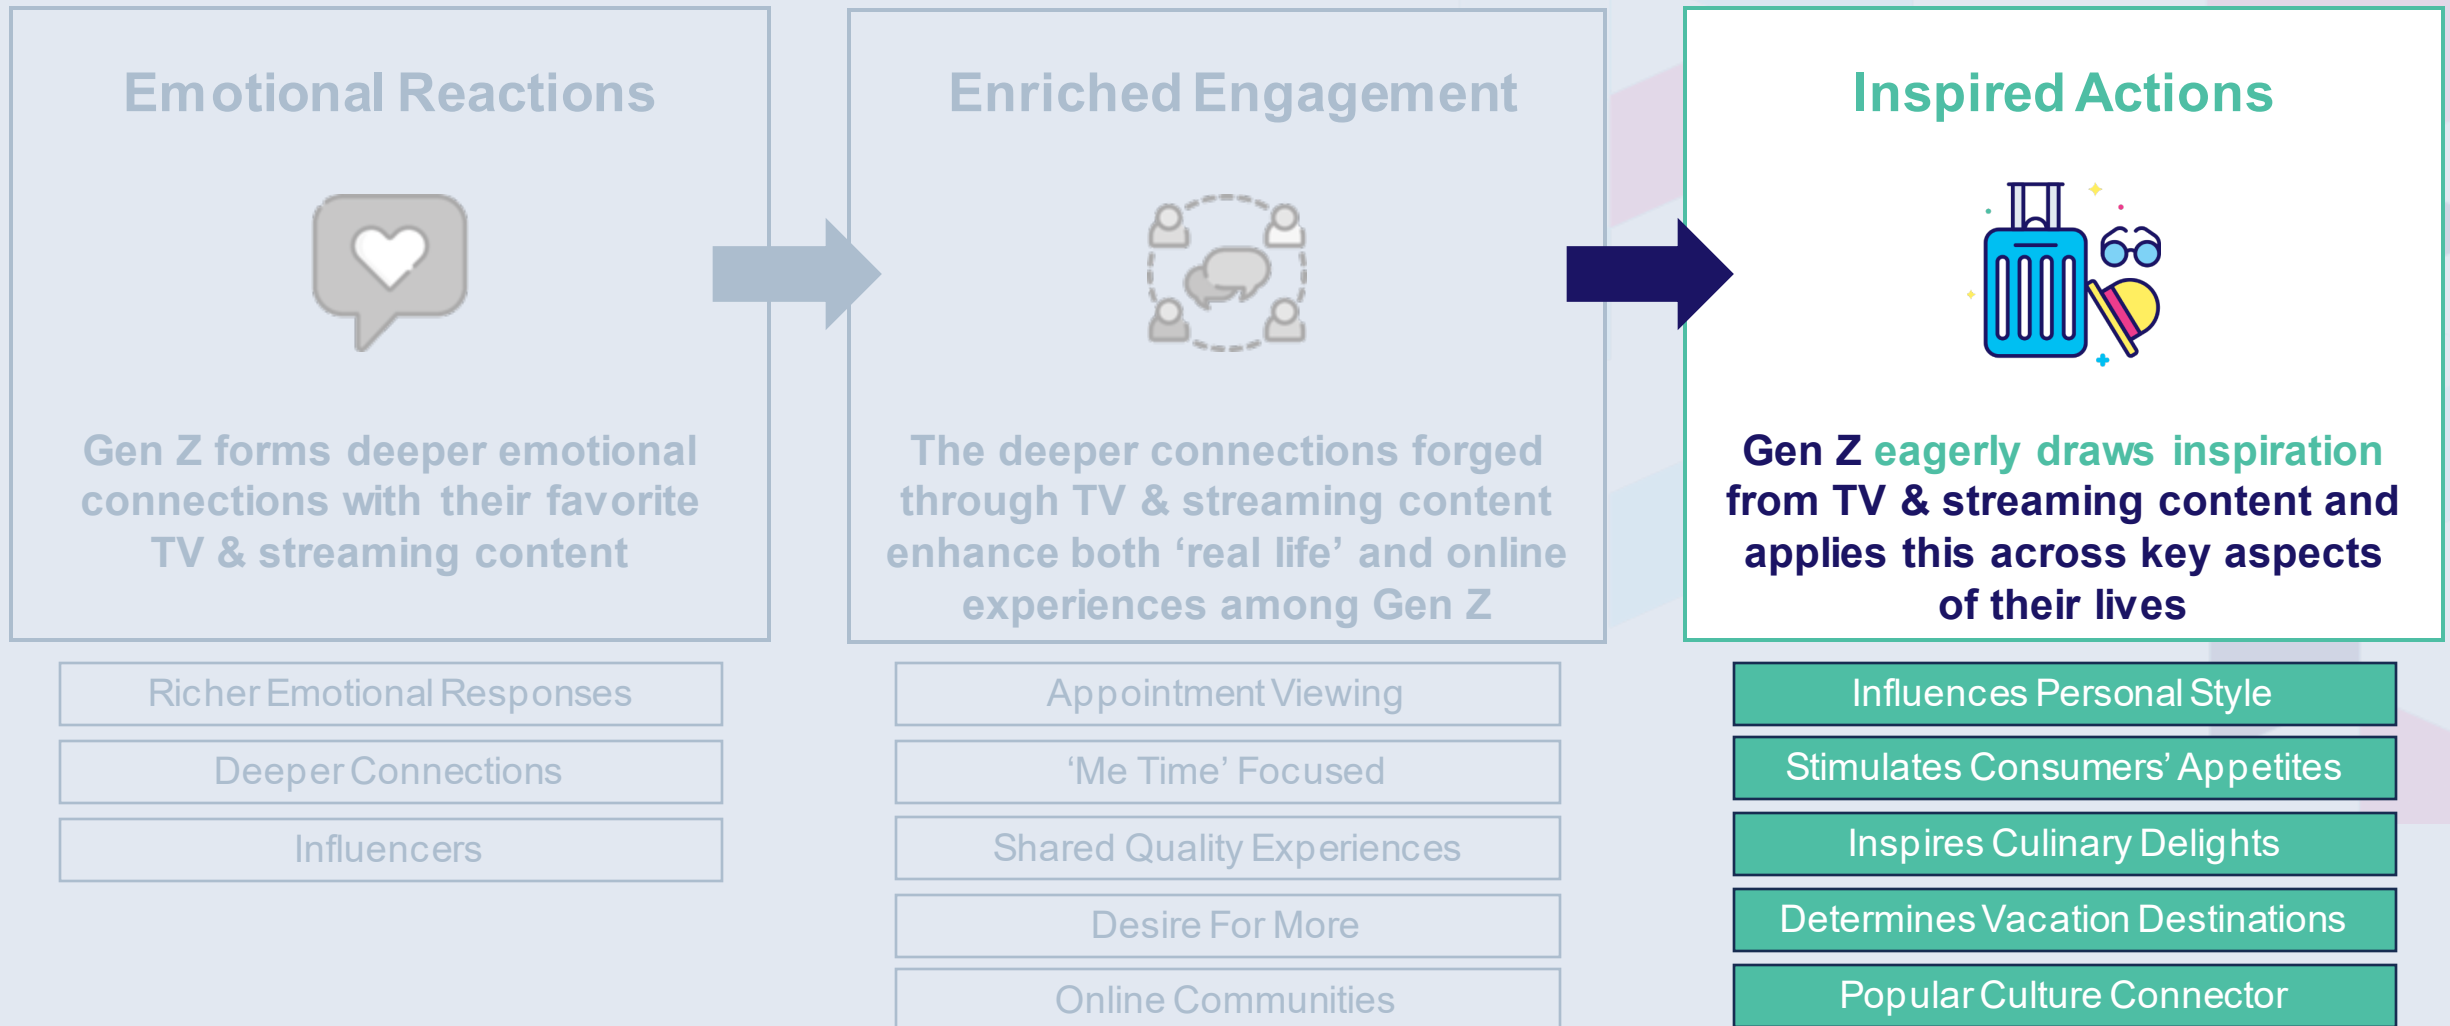 Emotional Reactions
Gen Z forms deeper emotional
connections with their favorite
TV & streaming content
Richer Emotional Responses
Deeper Connections
Influencers
Enriched Engagement
The deeper connections forged
through TV & streaming content
enhance both ‘real life’ and online
experiences among Gen Z
Appointment Viewing
‘Me Time’ Focused
Shared Quality Experiences
Desire For More
Online Communities
Inspired Actions
Gen Z eagerly draws inspiration
from TV & streaming content and
applies this across key aspects
of their lives
Influences Personal Style
Stimulates Consumers’ Appetites
Inspires Culinary Delights
Determines Vacation Destinations
Popular Culture Connector